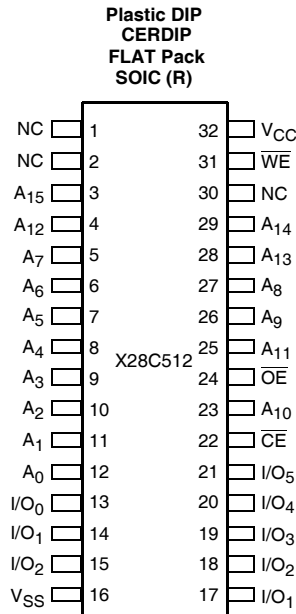 Plastic DIP
CERDIP
FLAT Pack
SOIC (R)
NC 1 32 VCC
NC 2 31 WE
A15 3 30 NC
A12 4 29 A14
A7 5 28 A13
A6 6 27 A8
A5 7 26 A9
A4 8 25 A11
X28C512
A3 9 24 OE
A2 10 23 A10
A1 11 22 CE
A0 12 21 I/O5
I/O0 13 20 I/O4
I/O1 14 19 I/O3
I/O2 15 18 I/O2
VSS 16 17 I/O1